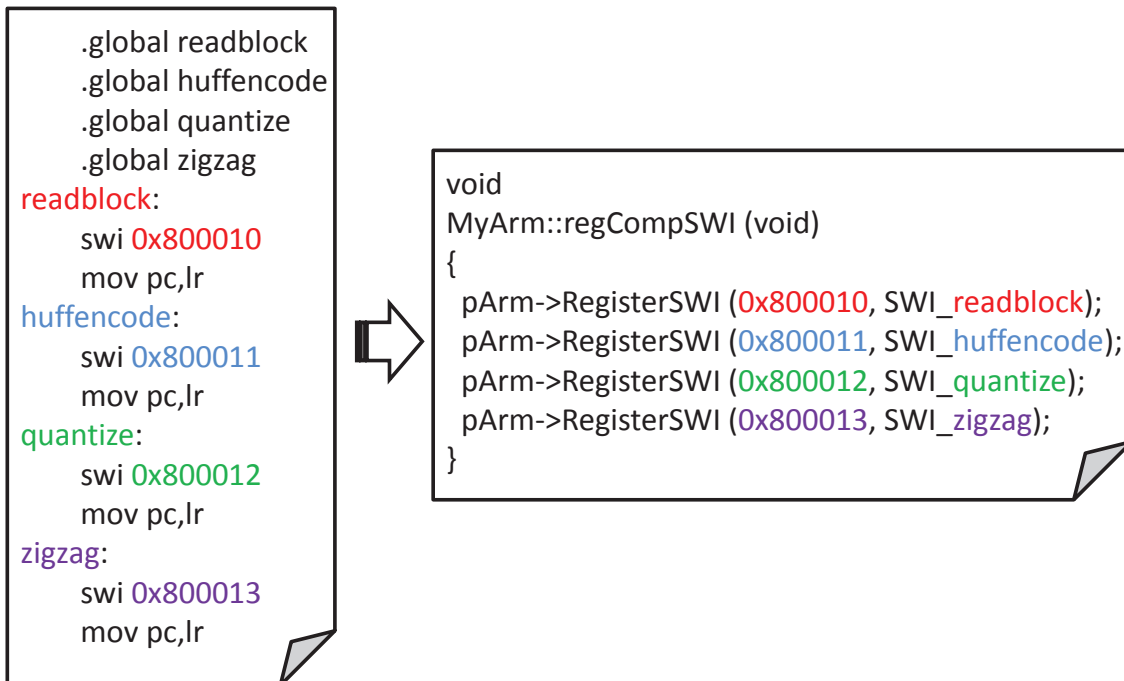 .global readblock
.global huffencode
.global quantize
.global zigzag
readblock:
swi 0x800010
mov pc,lr
huffencode:
swi 0x800011
mov pc,lr
quantize:
swi 0x800012
mov pc,lr
zigzag:
swi 0x800013
mov pc,lr
void
MyArm::regCompSWI (void)
{
pArm->RegisterSWI (0x800010, SWI_readblock);
pArm->RegisterSWI (0x800011, SWI_huffencode);
pArm->RegisterSWI (0x800012, SWI_quantize);
pArm->RegisterSWI (0x800013, SWI_zigzag);
}